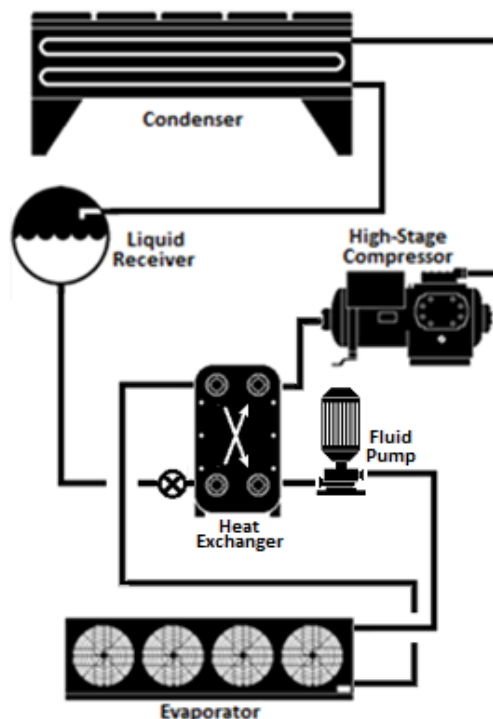 Condenser
Liquid
Receiver
High-Stage
Compressor
Fluid
Pump
Heat
Exchanger
Evaporator